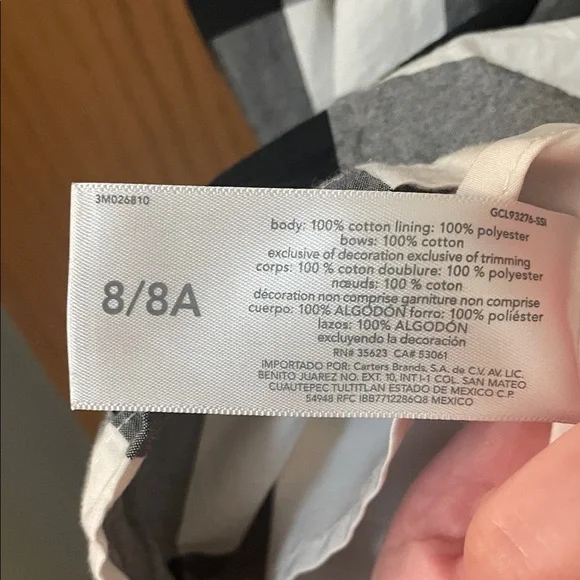 3M026810
GCL93276-SSI
8/8A
body: 100% cotton lining: 100% polyester
bows: 100% cotton
exclusive of decoration exclusive of trimming
corps: 100 % coton doublure: 100 % polyester
nœuds: 100 % coton
décoration non comprise garniture non comprise
cuerpo: 100% ALGODÓN forro: 100% poliéster
lazos: 100% ALGODÓN
excluyendo la decoración
RN# 35623 CA# 53061
IMPORTADO POR: Carters Brands, S.A. de C.V. AV. LIC.
BENITO JUAREZ NO. EXT. 10, INT I-1 COL. SAN MATEO
CUAUTEPEC TULTITLAN ESTADO DE MEXICO C.P.
54948 RFC IBB7712286Q8 MEXICO